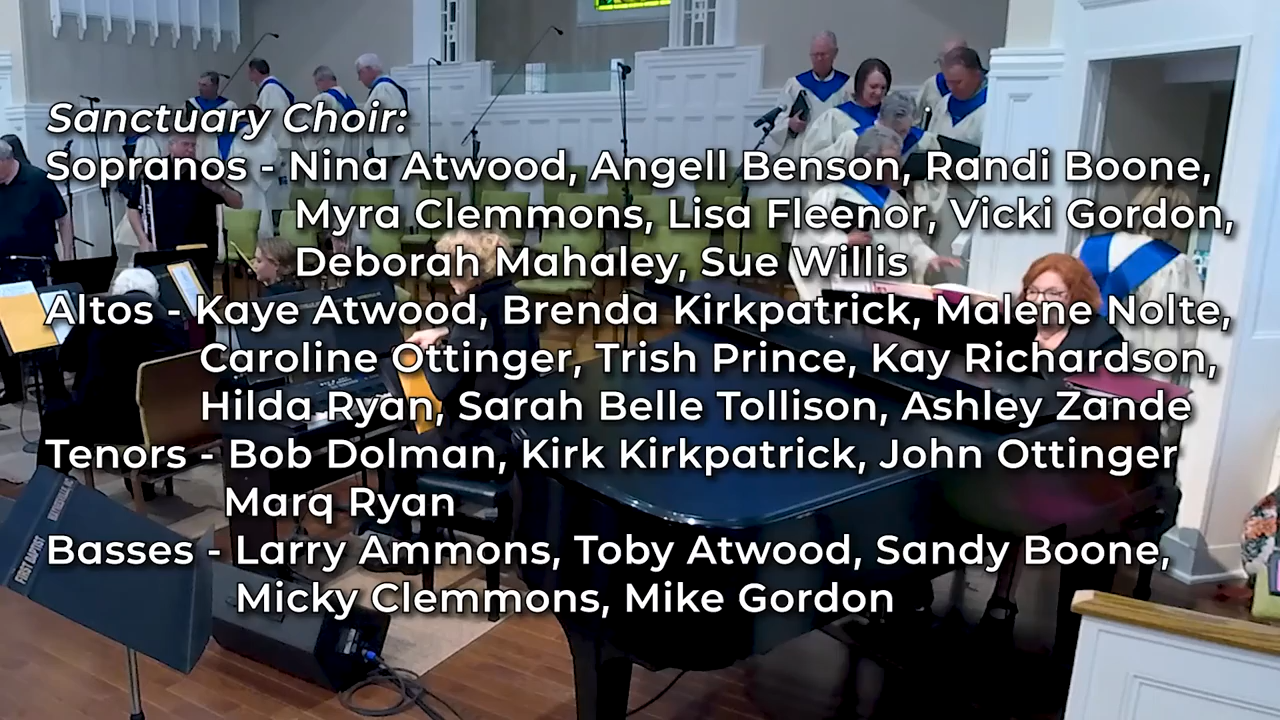 Sanctuary Choir:
Sopranos - Nina Atwood, Angell Benson, Randi Boone,
Myra Clemmons, Lisa Fleenor, Vicki Gordon,
Deborah Mahaley, Sue Willis
Altos - Kaye Atwood, Brenda Kirkpatrick, Malene Nolte,
Caroline Ottinger, Trish Prince, Kay Richardson,
Hilda Ryan, Sarah Belle Tollison, Ashley Zande
Tenors - Bob Dolman, Kirk Kirkpatrick, John Ottinger
Marq Ryan
Basses - Larry Ammons, Toby Atwood, Sandy Boone,
Micky Clemmons, Mike Gordon
FIRST BAPTIST